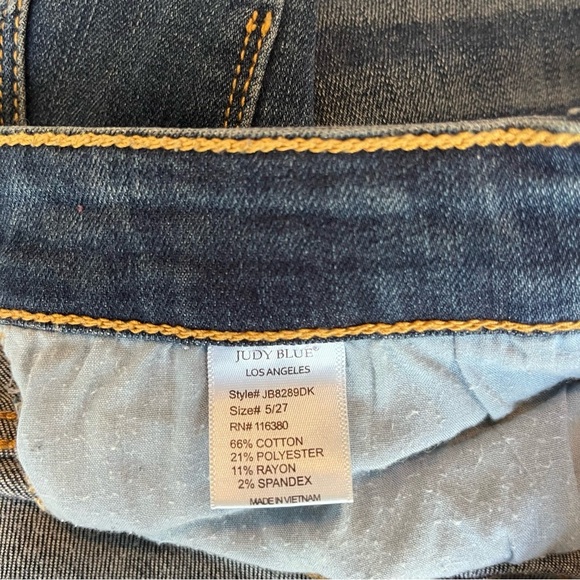 JUDY BLUE®
LOS ANGELES
Style# JB8289DK
Size# 5/27
RN# 116380
66% COTTON
21% POLYESTER
11% RAYON
2% SPANDEX
MADE IN VIETNAM